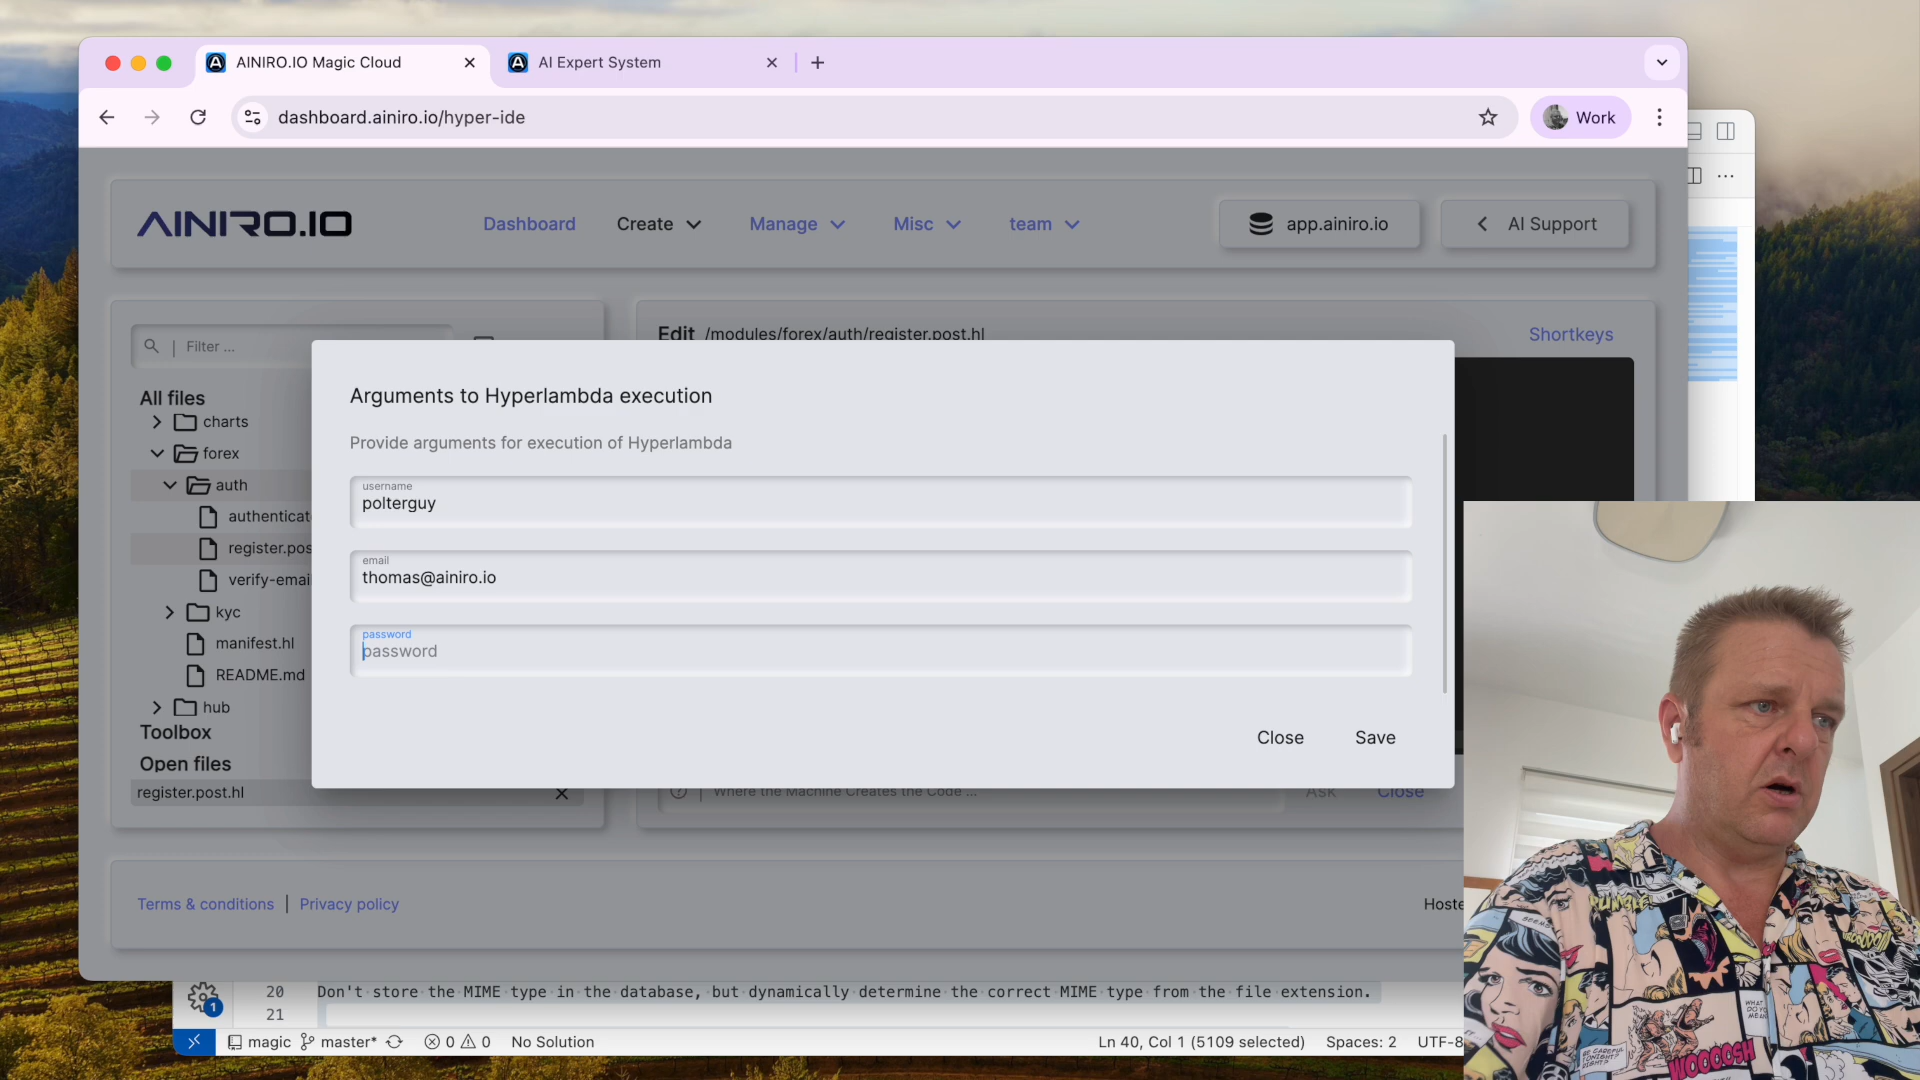 AINIRO.IO Magic Cloud
AI Expert System
dashboard.ainiro.io/hyper-ide
Work
AINIRO.IO
Dashboard
Create
Manage
Misc
team
app.ainiro.io
AI Support
Filter ...
Edit /modules/forex/auth/register.post.hl
Shortkeys
All files
charts
forex
auth
authenticat
register.pos
verify-emai
kyc
manifest.hl
README.md
hub
Toolbox
Open files
register.post.hl
Arguments to Hyperlambda execution
Provide arguments for execution of Hyperlambda
username
polterguy
email
thomas@ainiro.io
password
password
Close
Save
Where the Machine Creates the Code ...
Ask
Close
Terms & conditions | Privacy policy
Hoste
1
20 Don't store the MIME type in the database, but dynamically determine the correct MIME type from the file extension.
21
magic
master*
0
0
No Solution
Ln 40, Col 1 (5109 selected)
Spaces: 2
UTF-8
RUMBLE
WOOOOSH